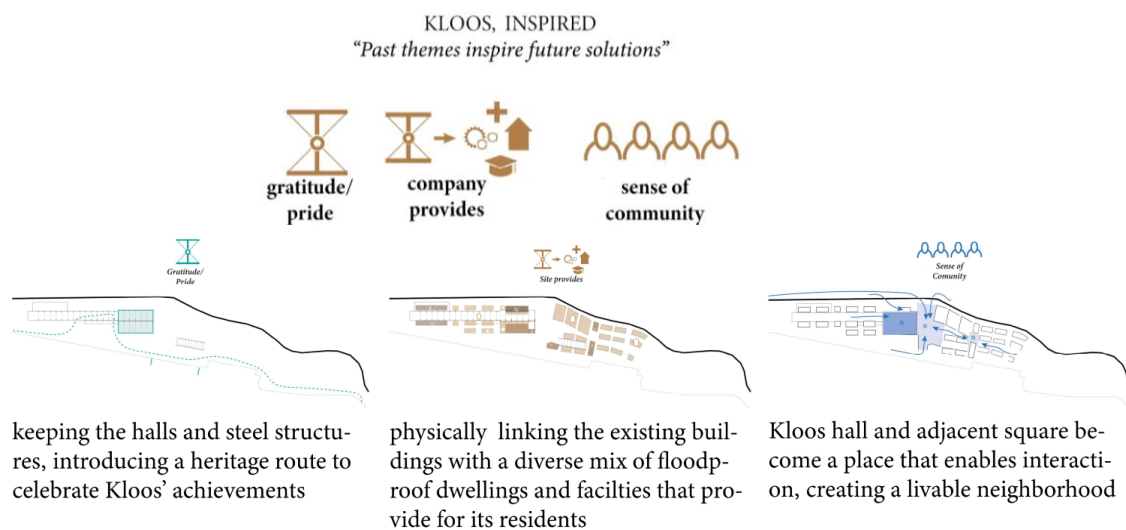 KLOOS, INSPIRED
“Past themes inspire future solutions”
gratitude/
pride
company
provides
sense of
community
Gratitude/
Pride
Site provides
Sense of
Comunity
keeping the halls and steel structu-
res, introducing a heritage route to
celebrate Kloos’ achievements
physically linking the existing buil-
dings with a diverse mix of floodp-
roof dwellings and facilties that pro-
vide for its residents
Kloos hall and adjacent square be-
come a place that enables interacti-
on, creating a livable neighborhood